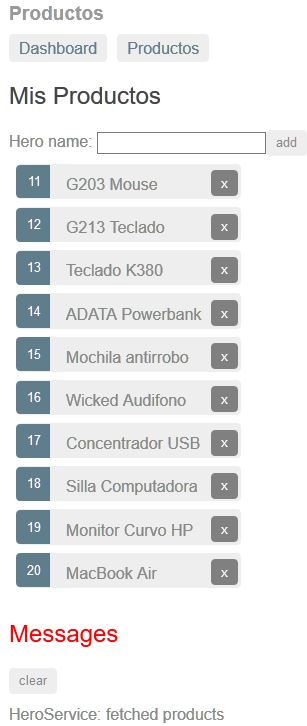 Productos
Dashboard Productos
Mis Productos
Hero name: add
11 G203 Mouse x
12 G213 Teclado x
13 Teclado K380 x
14 ADATA Powerbank x
15 Mochila antirrobo x
16 Wicked Audifono x
17 Concentrador USB x
18 Silla Computadora x
19 Monitor Curvo HP x
20 MacBook Air x
Messages
clear
HeroService: fetched products